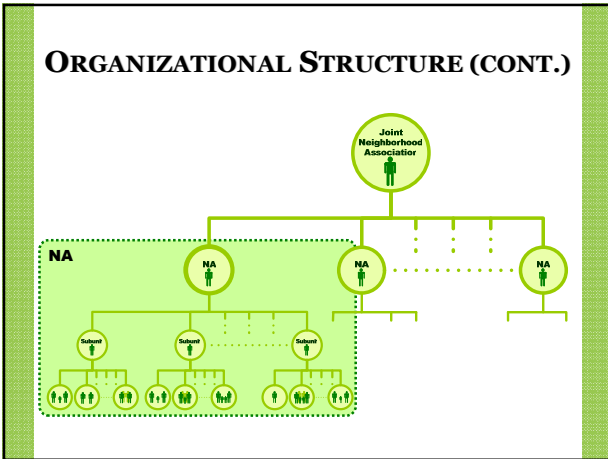 ORGANIZATIONAL STRUCTURE (CONT.)
Joint
Neighborhood
Association
NA
NA
NA
NA
Subunit
Subunit
Subunit